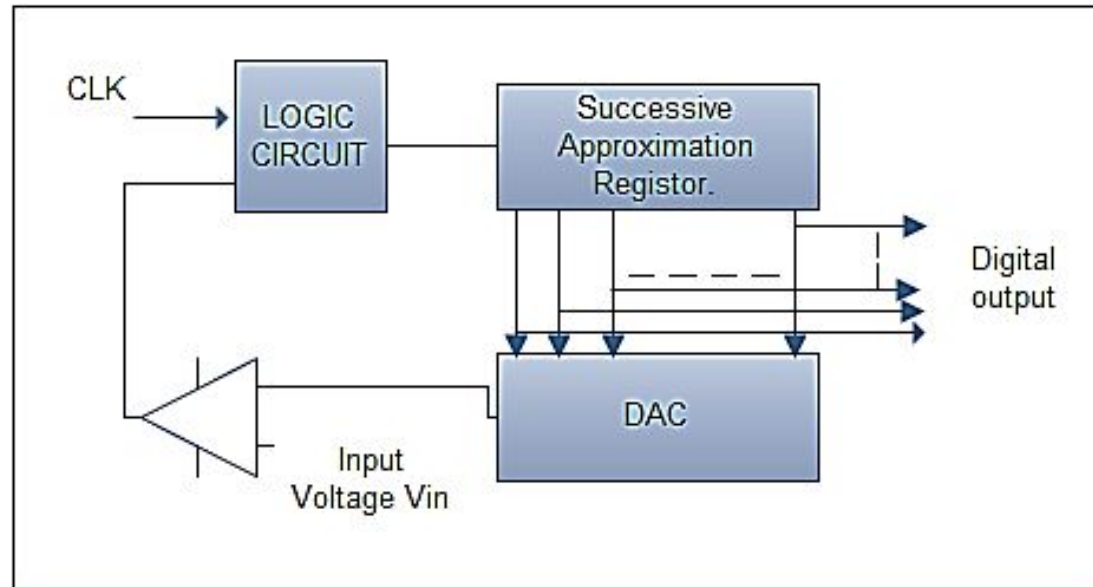 CLK
LOGIC
CIRCUIT
Successive
Approximation
Registor.
Digital
output
DAC
Input
Voltage Vin